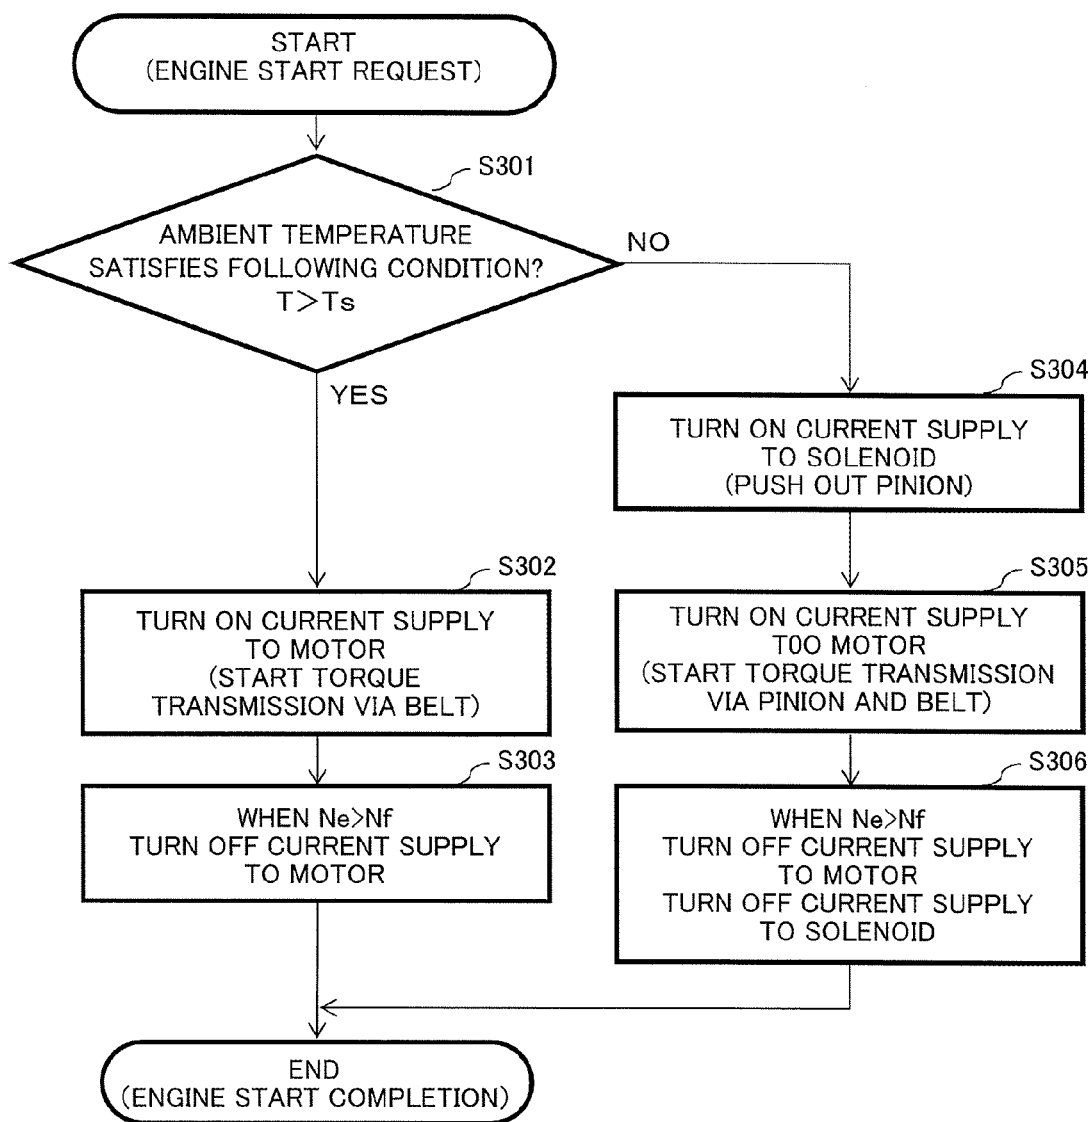 START
(ENGINE START REQUEST)
S301
AMBIENT TEMPERATURE
SATISFIES FOLLOWING CONDITION?
T>Ts
NO
YES
S304
TURN ON CURRENT SUPPLY
TO SOLENOID
(PUSH OUT PINION)
S302
TURN ON CURRENT SUPPLY
TO MOTOR
(START TORQUE
TRANSMISSION VIA BELT)
S305
TURN ON CURRENT SUPPLY
T0O MOTOR
(START TORQUE TRANSMISSION
VIA PINION AND BELT)
S303
WHEN Ne>Nf
TURN OFF CURRENT SUPPLY
TO MOTOR
S306
WHEN Ne>Nf
TURN OFF CURRENT SUPPLY
TO MOTOR
TURN OFF CURRENT SUPPLY
TO SOLENOID
END
(ENGINE START COMPLETION)